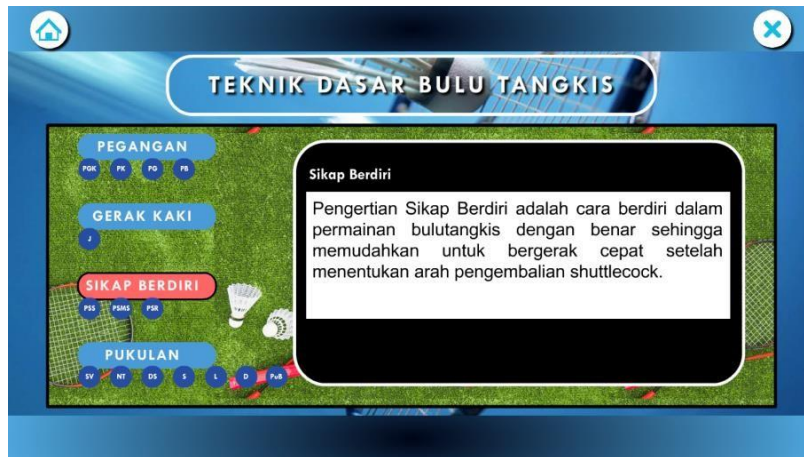 TEKNIK DASAR BULU TANGKIS
PEGANGAN
PGK PK PG PB
GERAK KAKI
J
SIKAP BERDIRI
PSS PSMS PSR
PUKULAN
SV NT DS S L D PuB
Sikap Berdiri
Pengertian Sikap Berdiri adalah cara berdiri dalam
permainan bulutangkis dengan benar sehingga
memudahkan untuk bergerak cepat setelah
menentukan arah pengembalian shuttlecock.